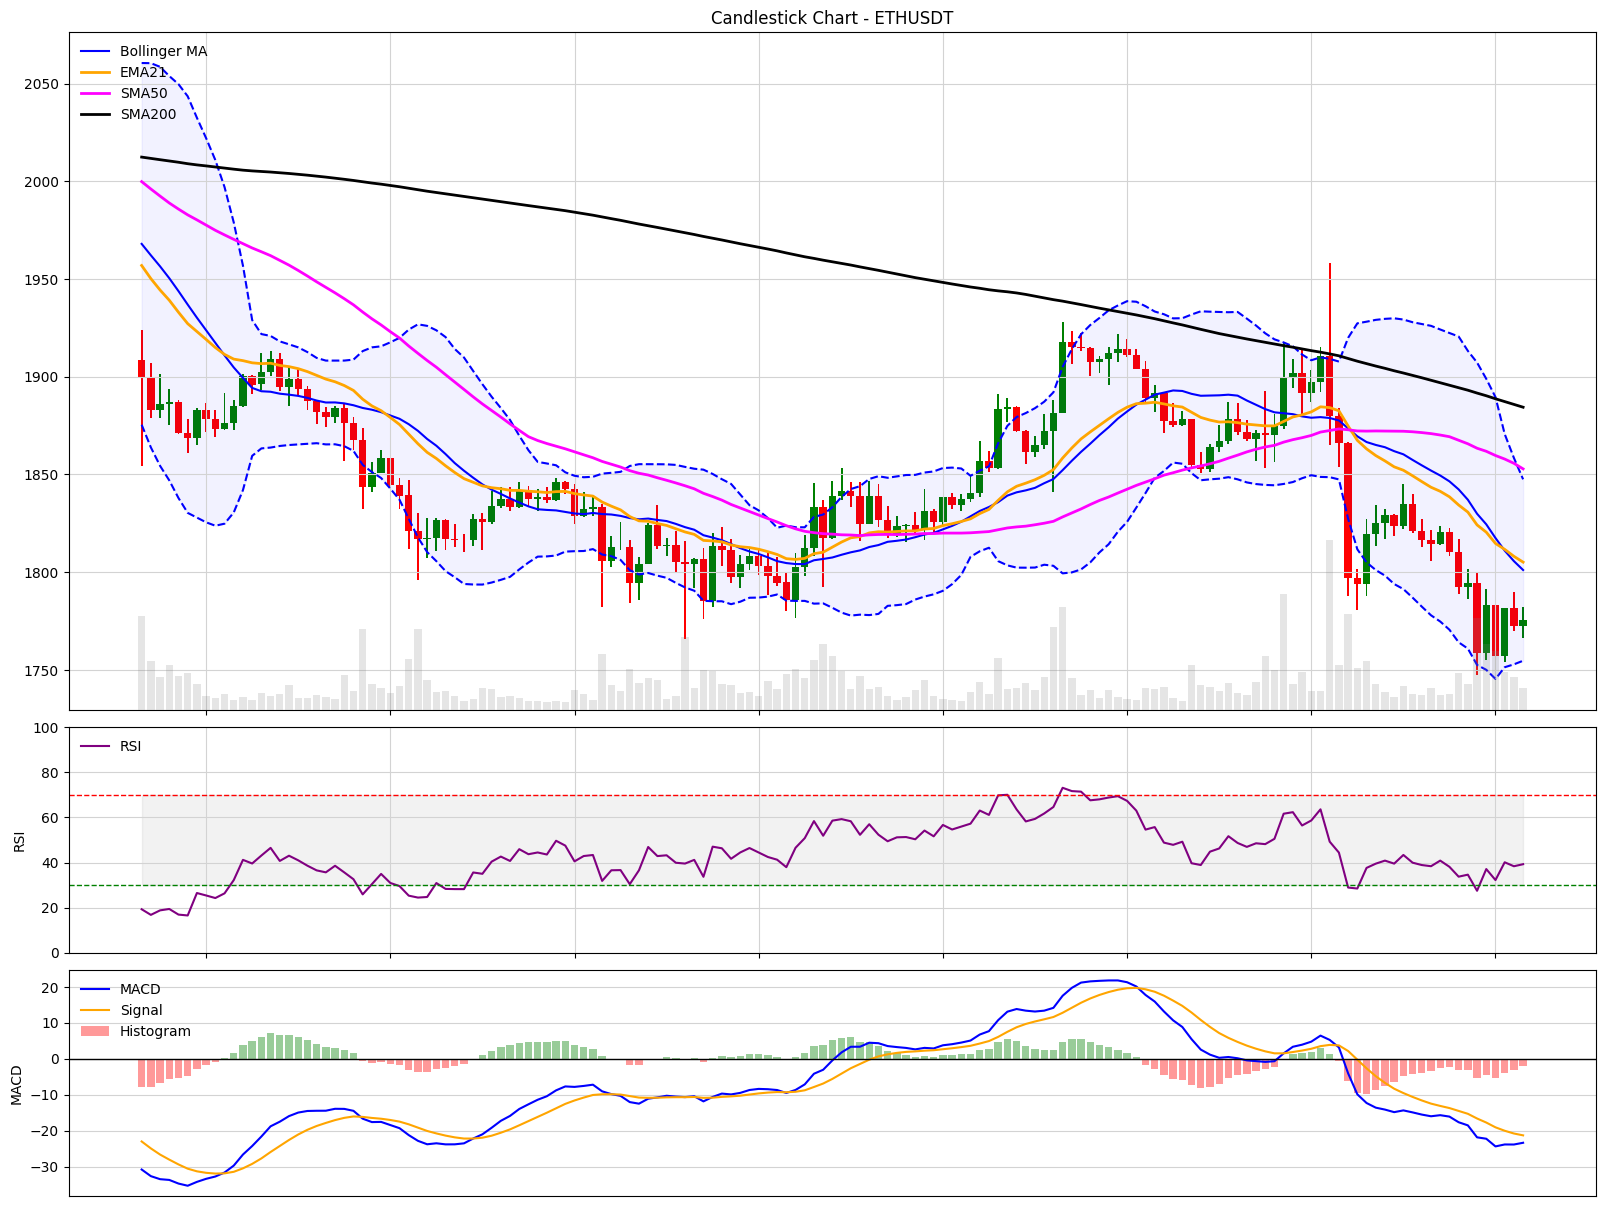 Candlestick Chart - ETHUSDT
Bollinger MA
EMA21
SMA50
SMA200
2050
2000
1950
1900
1850
1800
1750
RSI
100
80
60
40
20
0
RSI
MACD
Signal
Histogram
20
10
0
−10
−20
−30
MACD